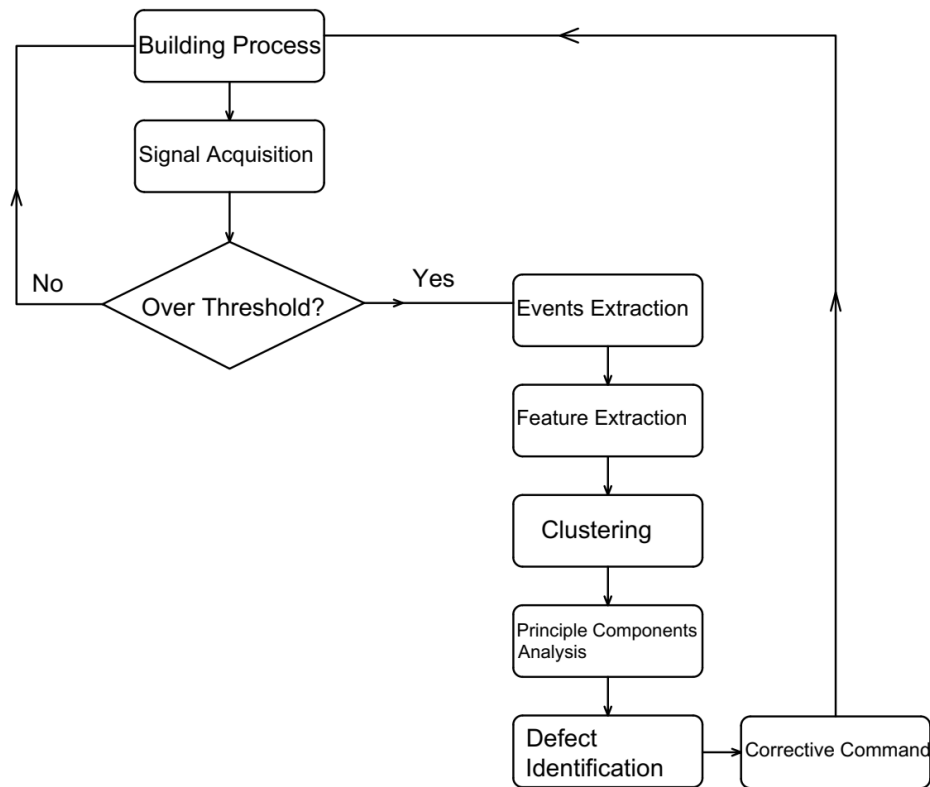 Building Process
Signal Acquisition
Over Threshold?
No
Yes
Events Extraction
Feature Extraction
Clustering
Principle Components
Analysis
Defect
Identification
Corrective Command